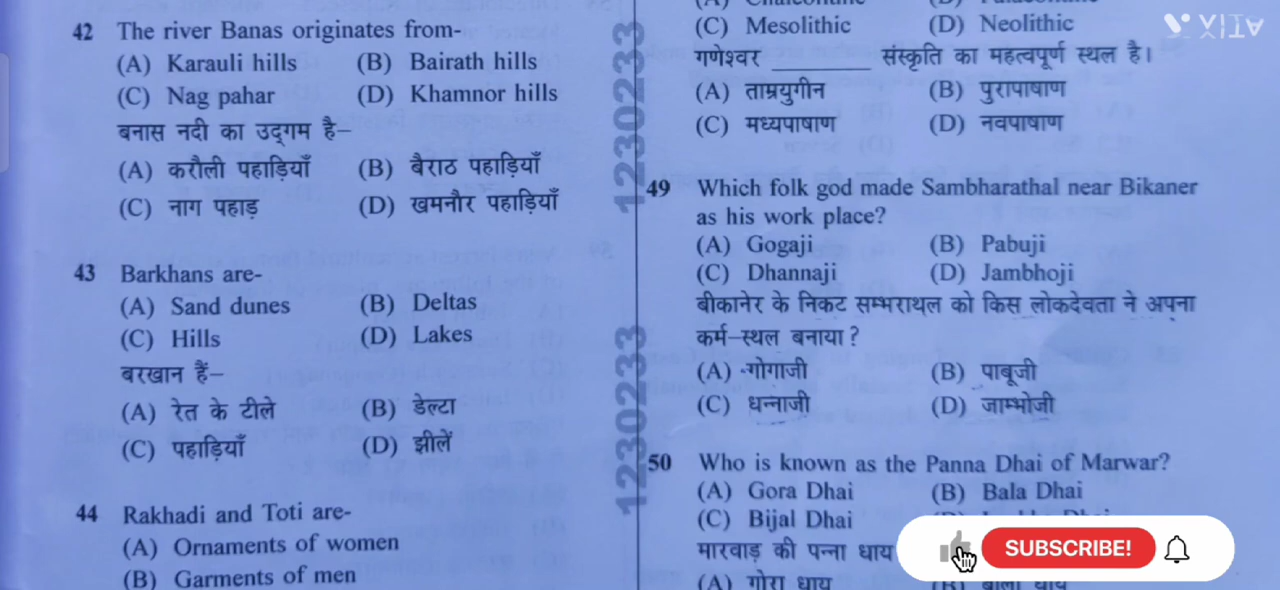 42 The river Banas originates from-
(A) Karauli hills (B) Bairath hills
(C) Nag pahar (D) Khamnor hills
बनास नदी का उद्गम है–
(A) करौली पहाड़ियाँ (B) बैराठ पहाड़ियाँ
(C) नाग पहाड़ (D) खमनौर पहाड़ियाँ
43 Barkhans are-
(A) Sand dunes (B) Deltas
(C) Hills (D) Lakes
बरखान हैं–
(A) रेत के टीले (B) डेल्टा
(C) पहाड़ियाँ (D) झीलें
44 Rakhadi and Toti are-
(A) Ornaments of women
(B) Garments of men
1230233
1230233
(C) Mesolithic (D) Neolithic
गणेश्वर ________ संस्कृति का महत्वपूर्ण स्थल है।
(A) ताम्रयुगीन (B) पुरापाषाण
(C) मध्यपाषाण (D) नवपाषाण
49 Which folk god made Sambharathal near Bikaner
as his work place?
(A) Gogaji (B) Pabuji
(C) Dhannaji (D) Jambhoji
बीकानेर के निकट सम्भराथल को किस लोकदेवता ने अपना
कर्म–स्थल बनाया?
(A) गोगाजी (B) पाबूजी
(C) धन्नाजी (D) जाम्भोजी
50 Who is known as the Panna Dhai of Marwar?
(A) Gora Dhai (B) Bala Dhai
(C) Bijal Dhai
मारवाड़ की पन्ना धाय
(A) गोरा धाय (B) बाला धाय
SUBSCRIBE!